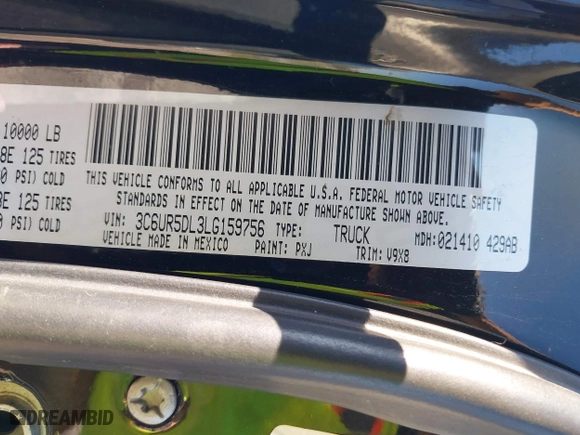 10000 LB
8E 125 TIRES
0 PSI) COLD
8E 125 TIRES
0 PSI) COLD
THIS VEHICLE CONFORMS TO ALL APPLICABLE U.S.A. FEDERAL MOTOR VEHICLE SAFETY
STANDARDS IN EFFECT ON THE DATE OF MANUFACTURE SHOWN ABOVE.
VIN: 3C6UR5DL3LG159756 TYPE: TRUCK MDH: 021410 429AB
VEHICLE MADE IN MEXICO PAINT: PXJ TRIM: V9X8
DREAMBID